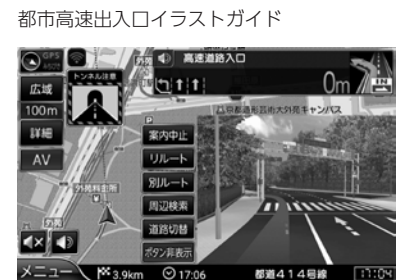 都市高速出入口イラストガイド
GPS
外苑
高速道路入口
0m
IN
トンネル注意
広域
100m
詳細
AV
P
案内中止
リルート
別ルート
周辺検索
道路切替
ボタン非表示
外苑料金所
メニュー
3.9km
17:06
都道414号線
17:04